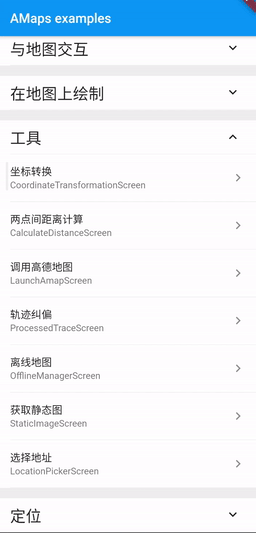 AMaps examples
与地图交互
在地图上绘制
工具
坐标转换
CoordinateTransformationScreen
两点间距离计算
CalculateDistanceScreen
调用高德地图
LaunchAmapScreen
轨迹纠偏
ProcessedTraceScreen
离线地图
OfflineManagerScreen
获取静态图
StaticImageScreen
选择地址
LocationPickerScreen
定位